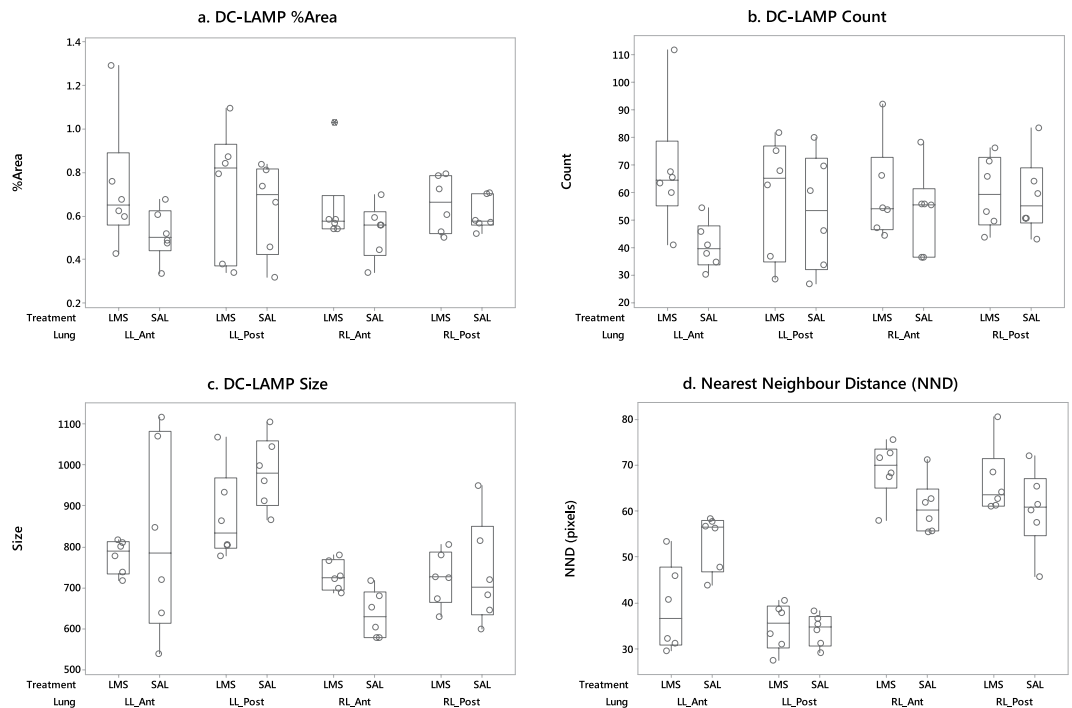 a. DC-LAMP %Area
%Area
1.4
1.2
1.0
0.8
0.6
0.4
0.2
Treatment LMS SAL LMS SAL LMS SAL LMS SAL
Lung LL_Ant LL_Post RL_Ant RL_Post
b. DC-LAMP Count
Count
110
100
90
80
70
60
50
40
30
20
Treatment LMS SAL LMS SAL LMS SAL LMS SAL
Lung LL_Ant LL_Post RL_Ant RL_Post
c. DC-LAMP Size
Size
1100
1000
900
800
700
600
500
Treatment LMS SAL LMS SAL LMS SAL LMS SAL
Lung LL_Ant LL_Post RL_Ant RL_Post
d. Nearest Neighbour Distance (NND)
NND (pixels)
80
70
60
50
40
30
Treatment LMS SAL LMS SAL LMS SAL LMS SAL
Lung LL_Ant LL_Post RL_Ant RL_Post